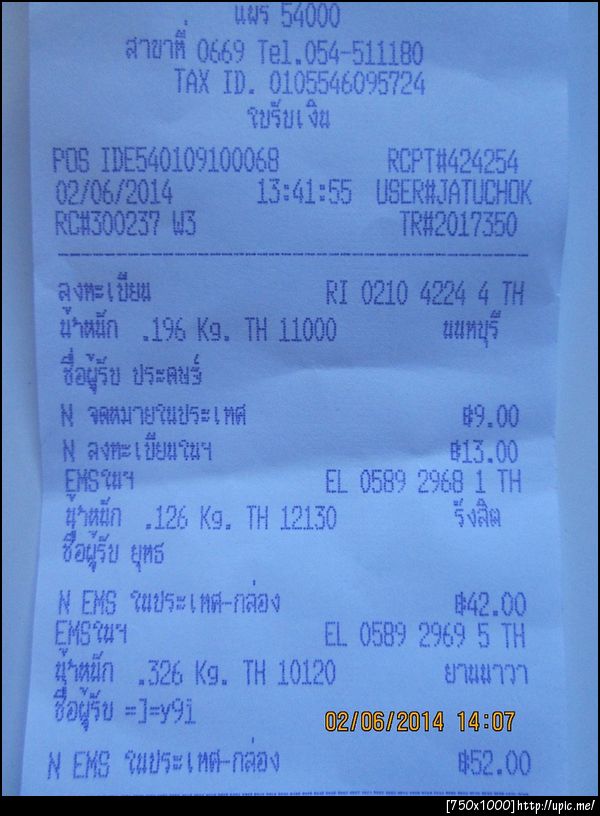 แพร่ 54000
สาขาที่ 0669 Tel.054-511180
TAX ID. 0105546095724
ใบรับเงิน
POS IDE540109100068 RCPT#424254
02/06/2014 13:41:55 USER#JATUCHOK
RC#300237 W3 TR#2017350
ลงทะเบียน RI 0210 4224 4 TH
น้ำหนัก .196 Kg. TH 11000 นนทบุรี
ชื่อผู้รับ ประดษฐ์
N จดหมายในประเทศ ฿9.00
N ลงทะเบียนในฯ ฿13.00
EMSในฯ EL 0589 2968 1 TH
น้ำหนัก .126 Kg. TH 12130 รังสิต
ชื่อผู้รับ ยุทธ
N EMS ในประเทศ-กล่อง ฿42.00
EMSในฯ EL 0589 2969 5 TH
น้ำหนัก .326 Kg. TH 10120 ยานนาวา
ชื่อผู้รับ =]=y9j
02/06/2014 14:07
N EMS ในประเทศ-กล่อง ฿52.00
[750x1000]http://upic.me/